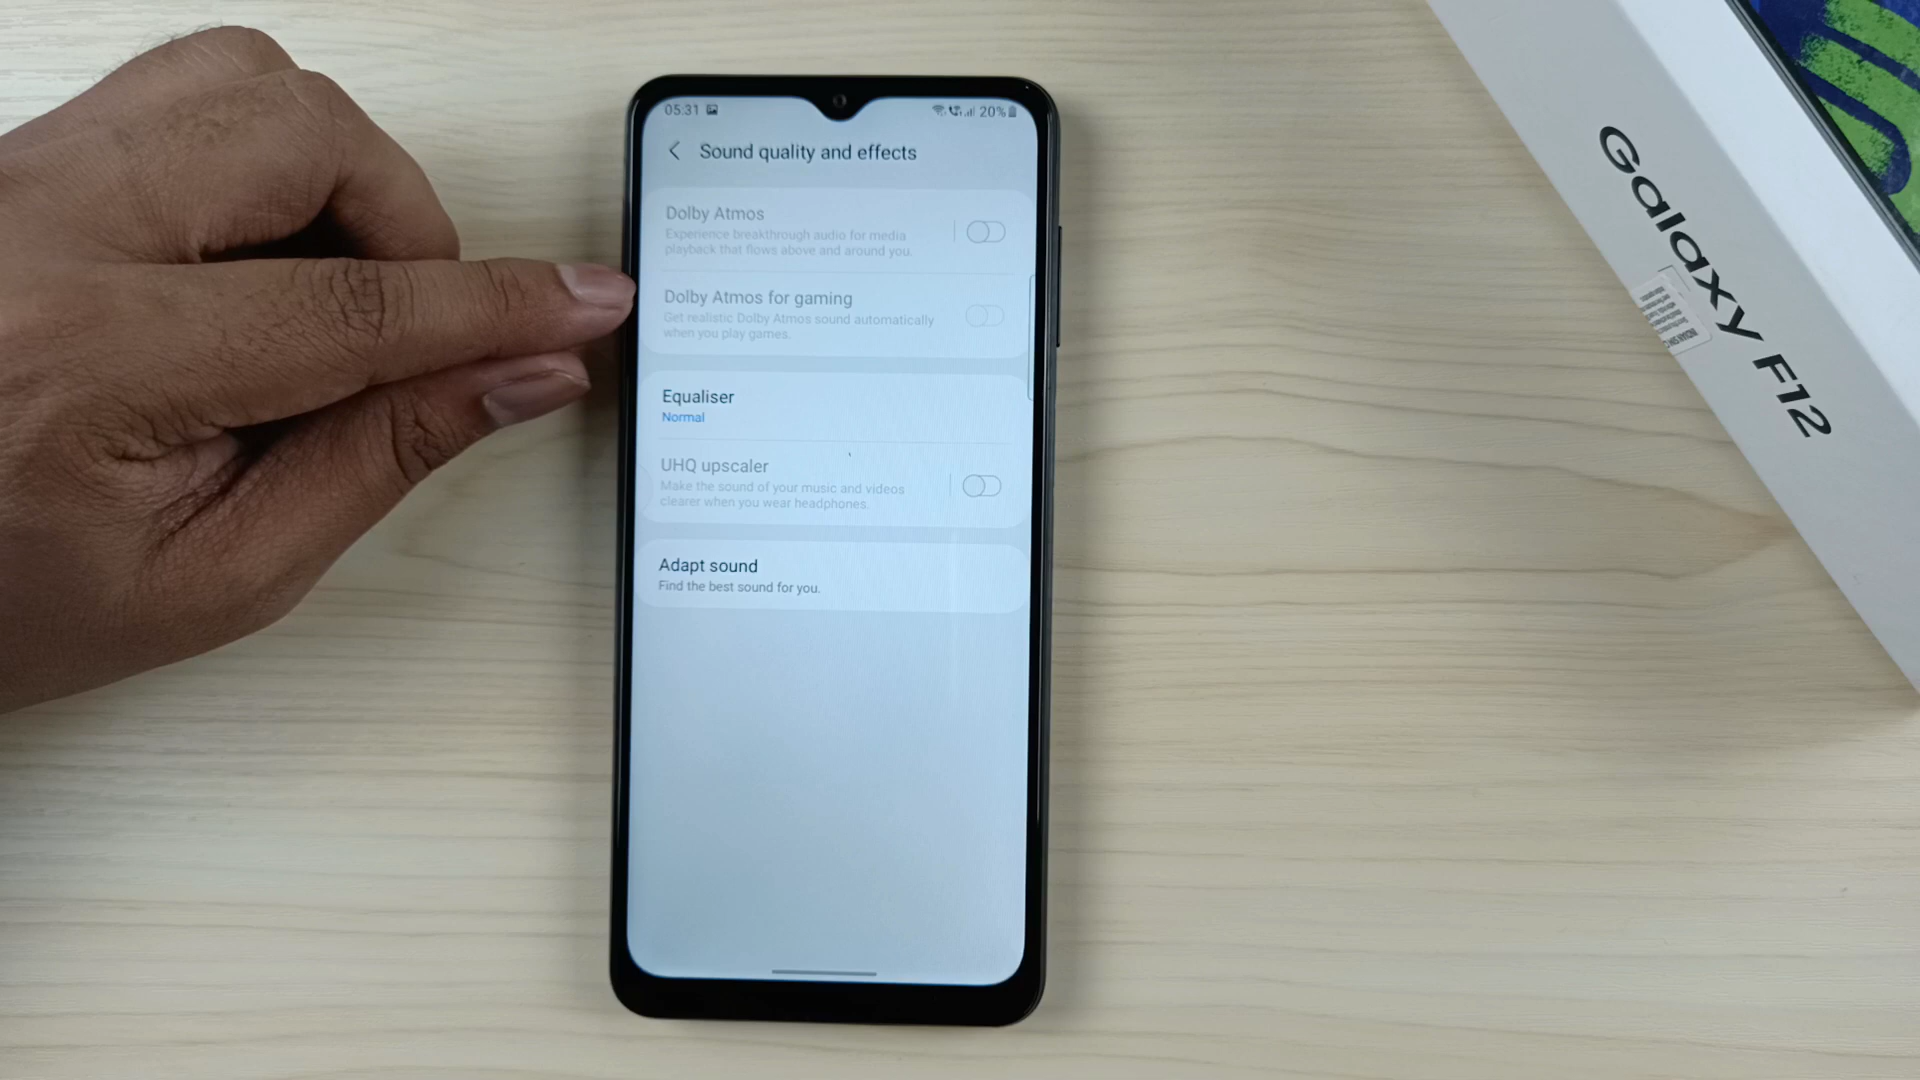 05:31
20%
Sound quality and effects
Dolby Atmos
Experience breakthrough audio for media
playback that flows above and around you.
Dolby Atmos for gaming
Get realistic Dolby Atmos sound automatically
when you play games.
Equaliser
Normal
UHQ upscaler
Make the sound of your music and videos
clearer when you wear headphones.
Adapt sound
Find the best sound for you.
Galaxy F12